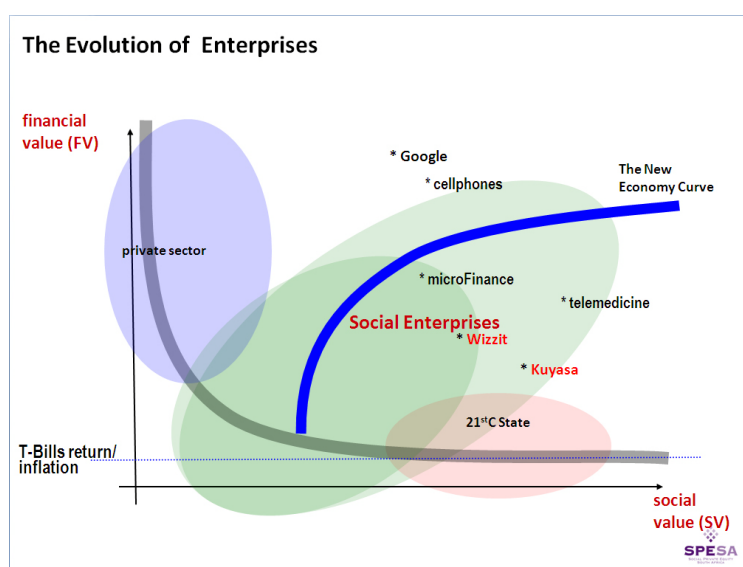 The Evolution of  Enterprises
financial
value (FV)
* Google
* cellphones
The New
Economy Curve
private sector
* microFinance
* telemedicine
Social Enterprises
* Wizzit
* Kuyasa
21stC State
T-Bills return/
inflation
social
value (SV)
SPESA